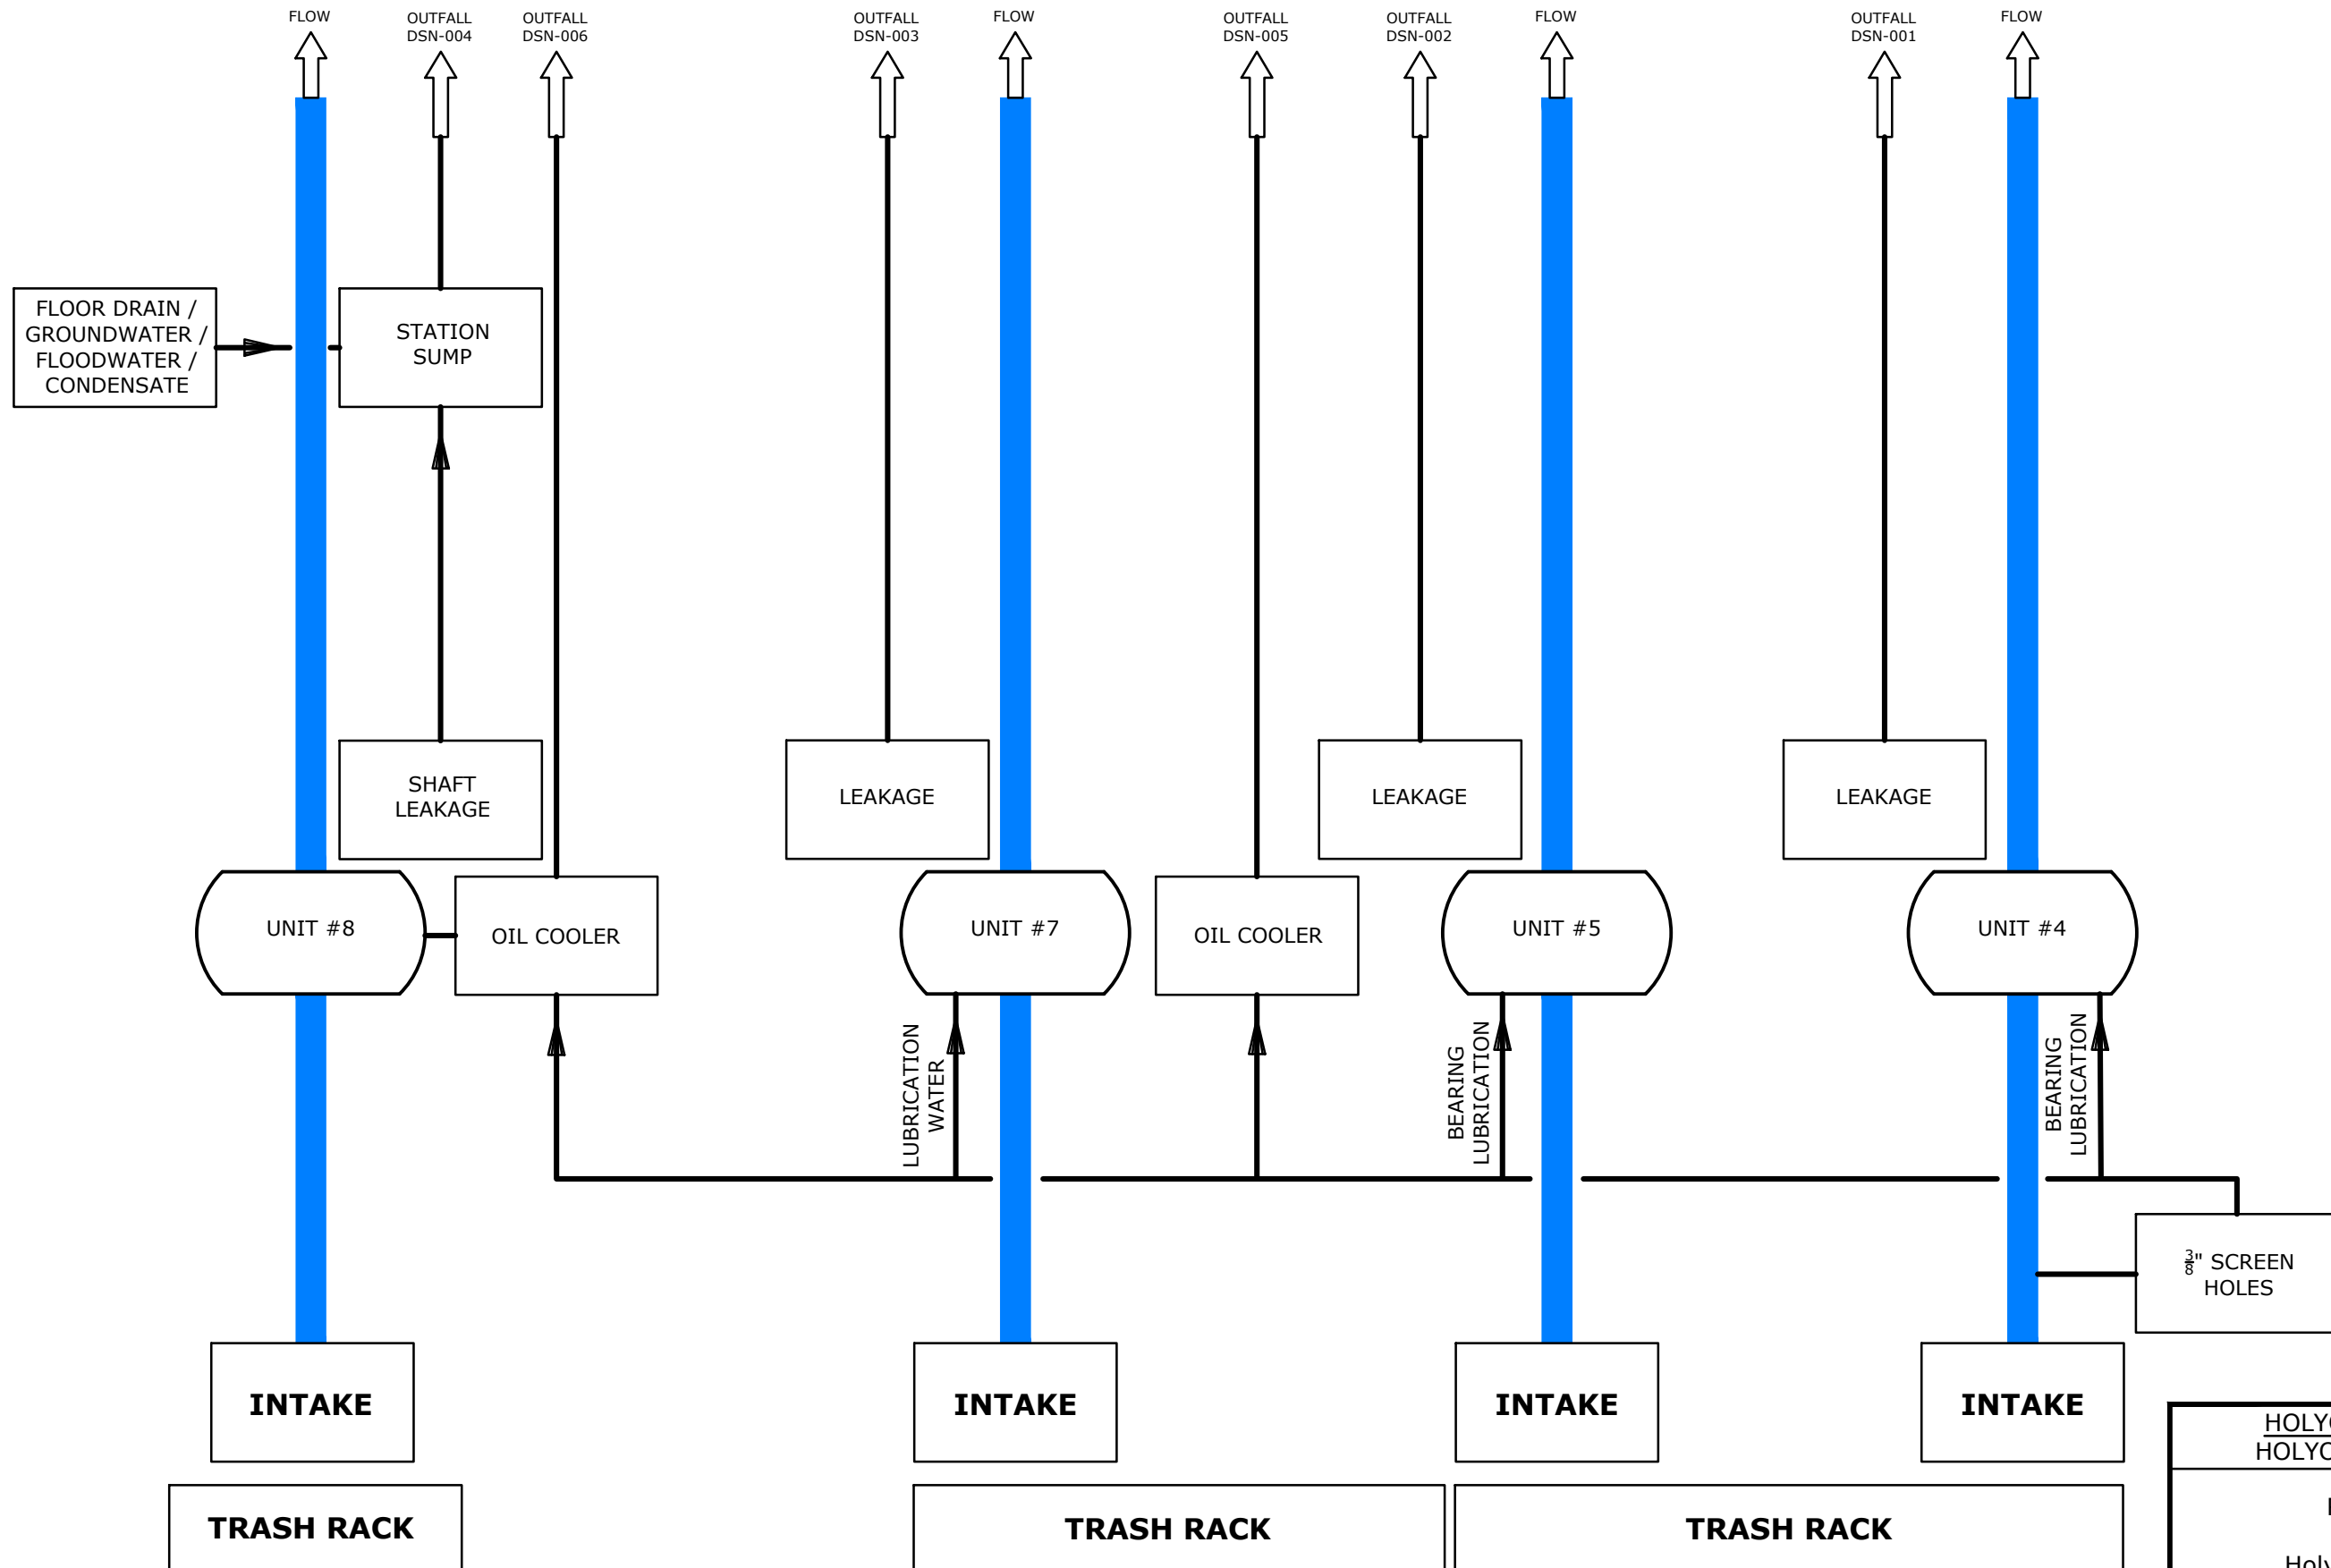 FLOW
OUTFALL
DSN-004
OUTFALL
DSN-006
OUTFALL
DSN-003
FLOW
OUTFALL
DSN-005
OUTFALL
DSN-002
FLOW
OUTFALL
DSN-001
FLOW
FLOOR DRAIN /
GROUNDWATER /
FLOODWATER /
CONDENSATE
STATION
SUMP
SHAFT
LEAKAGE
LEAKAGE
LEAKAGE
LEAKAGE
UNIT #8
OIL COOLER
UNIT #7
OIL COOLER
UNIT #5
UNIT #4
LUBRICATION
WATER
BEARING
LUBRICATION
BEARING
LUBRICATION
3/8" SCREEN
HOLES
INTAKE
INTAKE
INTAKE
INTAKE
TRASH RACK
TRASH RACK
TRASH RACK